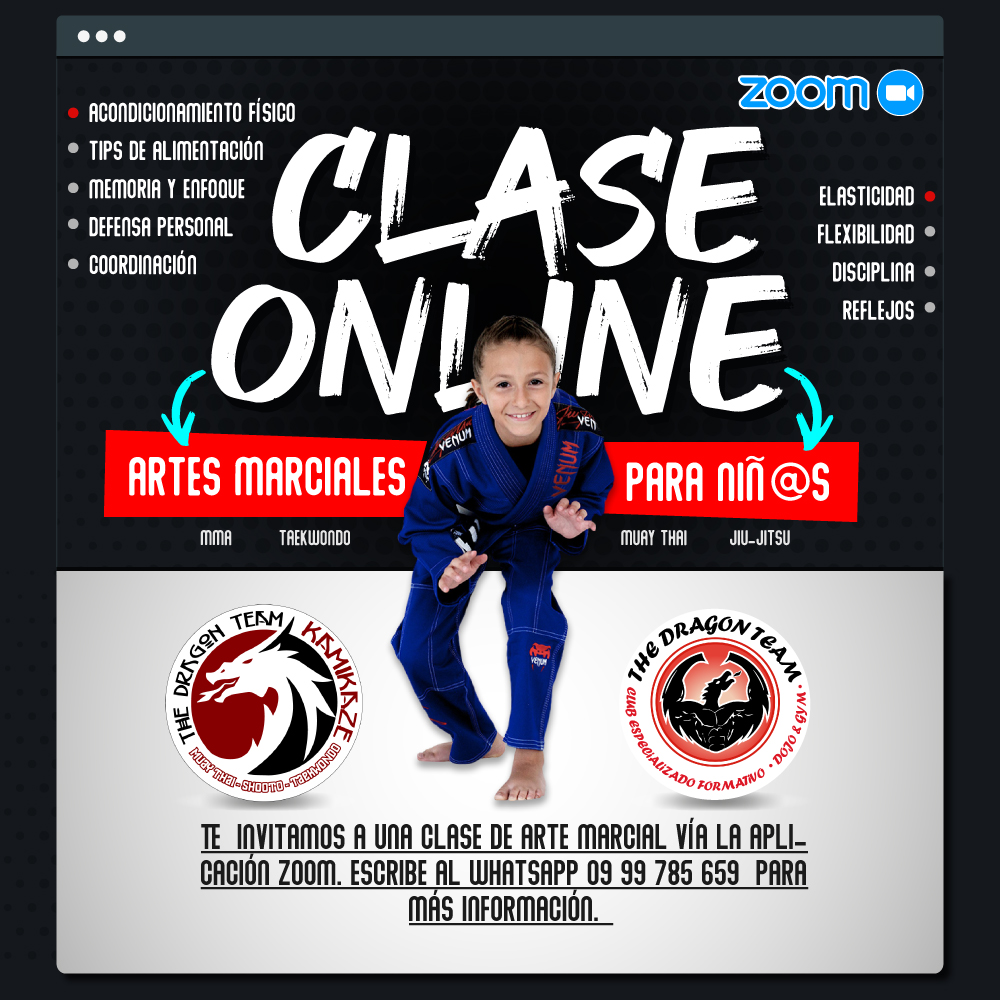 zoom
ACONDICIONAMIENTO FÍSICO
TIPS DE ALIMENTACIÓN
MEMORIA Y ENFOQUE
DEFENSA PERSONAL
COORDINACIÓN
CLASE
ONLINE
ELASTICIDAD
FLEXIBILIDAD
DISCIPLINA
REFLEJOS
ARTES MARCIALES
PARA NIÑ@S
MMA
TAEKWONDO
MUAY THAI
JIU-JITSU
VENUM
VEN
VENUM
VENUM
THE DRAGON TEAM KAMIKAZE
MUAY THAI - SHOOTO - TAEKWONDO
THE DRAGON TEAM
CLUB ESPECIALIZADO FORMATIVO • DOJO & GYM •
TE INVITAMOS A UNA CLASE DE ARTE MARCIAL VÍA LA APLI-
CACIÓN ZOOM. ESCRIBE AL WHATSAPP 09 99 785 659 PARA
MÁS INFORMACIÓN.